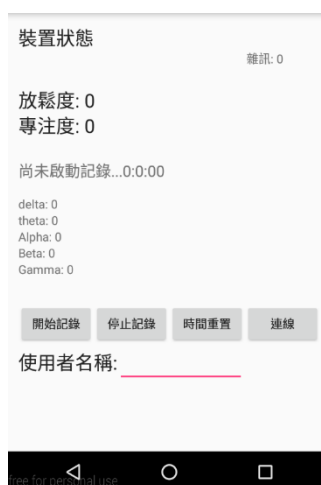 裝置狀態
雜訊: 0
放鬆度: 0
專注度: 0
尚未啟動記錄...0:0:00
delta: 0
theta: 0
Alpha: 0
Beta: 0
Gamma: 0
開始記錄 停止記錄 時間重置 連線
使用者名稱:
free for personal use